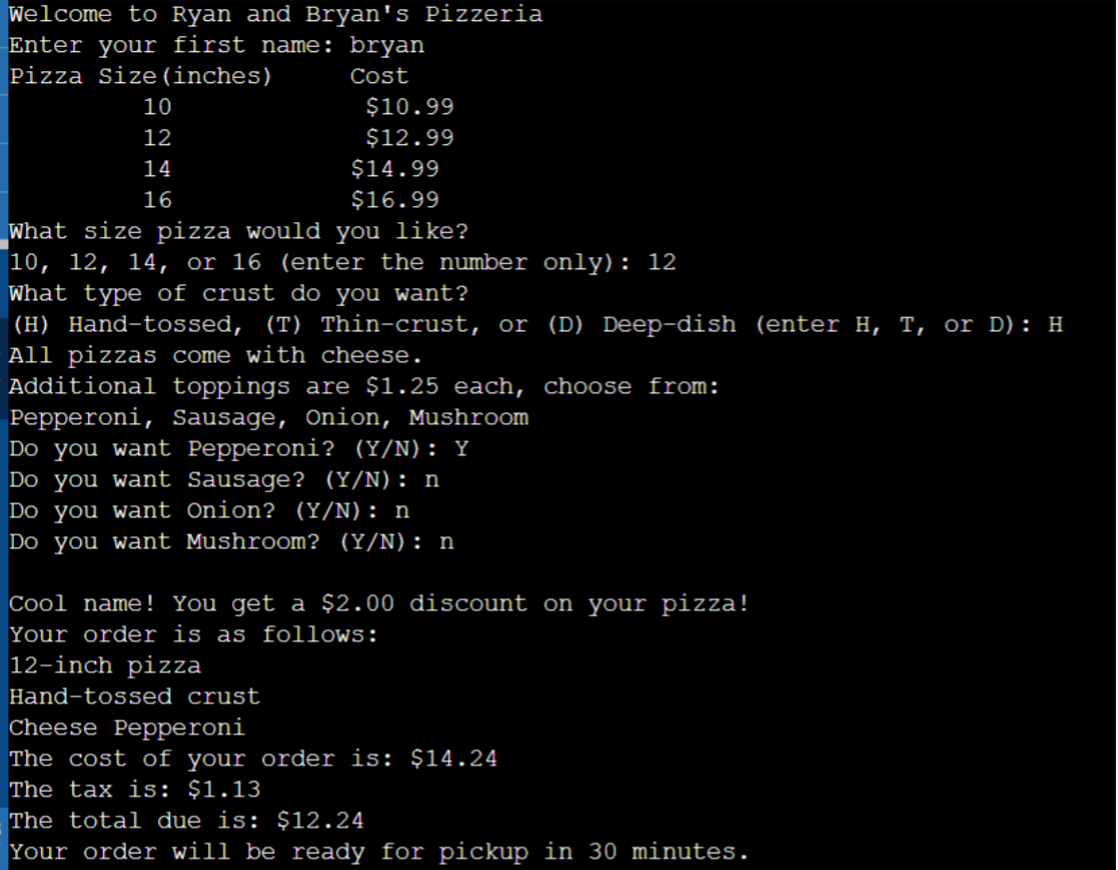 Welcome to Ryan and Bryan's Pizzeria
Enter your first name: bryan
Pizza Size(inches)     Cost
         10             $10.99
         12             $12.99
         14            $14.99
         16            $16.99
What size pizza would you like?
10, 12, 14, or 16 (enter the number only): 12
What type of crust do you want?
(H) Hand-tossed, (T) Thin-crust, or (D) Deep-dish (enter H, T, or D): H
All pizzas come with cheese.
Additional toppings are $1.25 each, choose from:
Pepperoni, Sausage, Onion, Mushroom
Do you want Pepperoni? (Y/N): Y
Do you want Sausage? (Y/N): n
Do you want Onion? (Y/N): n
Do you want Mushroom? (Y/N): n

Cool name! You get a $2.00 discount on your pizza!
Your order is as follows:
12-inch pizza
Hand-tossed crust
Cheese Pepperoni
The cost of your order is: $14.24
The tax is: $1.13
The total due is: $12.24
Your order will be ready for pickup in 30 minutes.